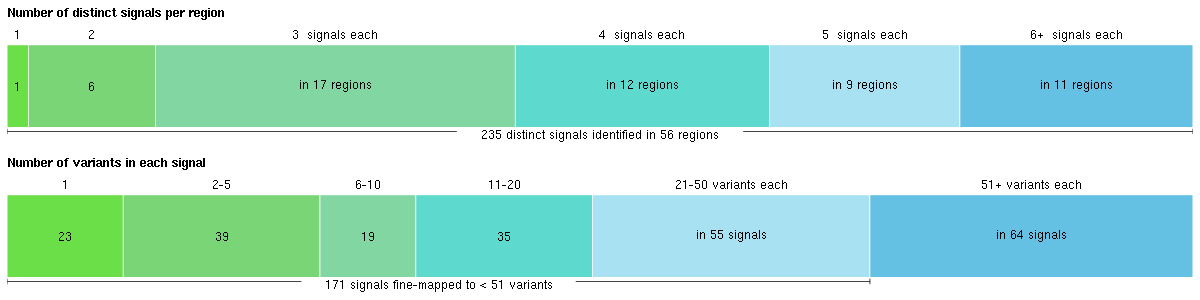 Number of distinct signals per region
1 2 3 signals each 4 signals each 5 signals each 6+ signals each
1 6 in 17 regions in 12 regions in 9 regions in 11 regions
235 distinct signals identified in 56 regions
Number of variants in each signal
1 2-5 6-10 11-20 21-50 variants each 51+ variants each
23 39 19 35 in 55 signals in 64 signals
171 signals fine-mapped to < 51 variants